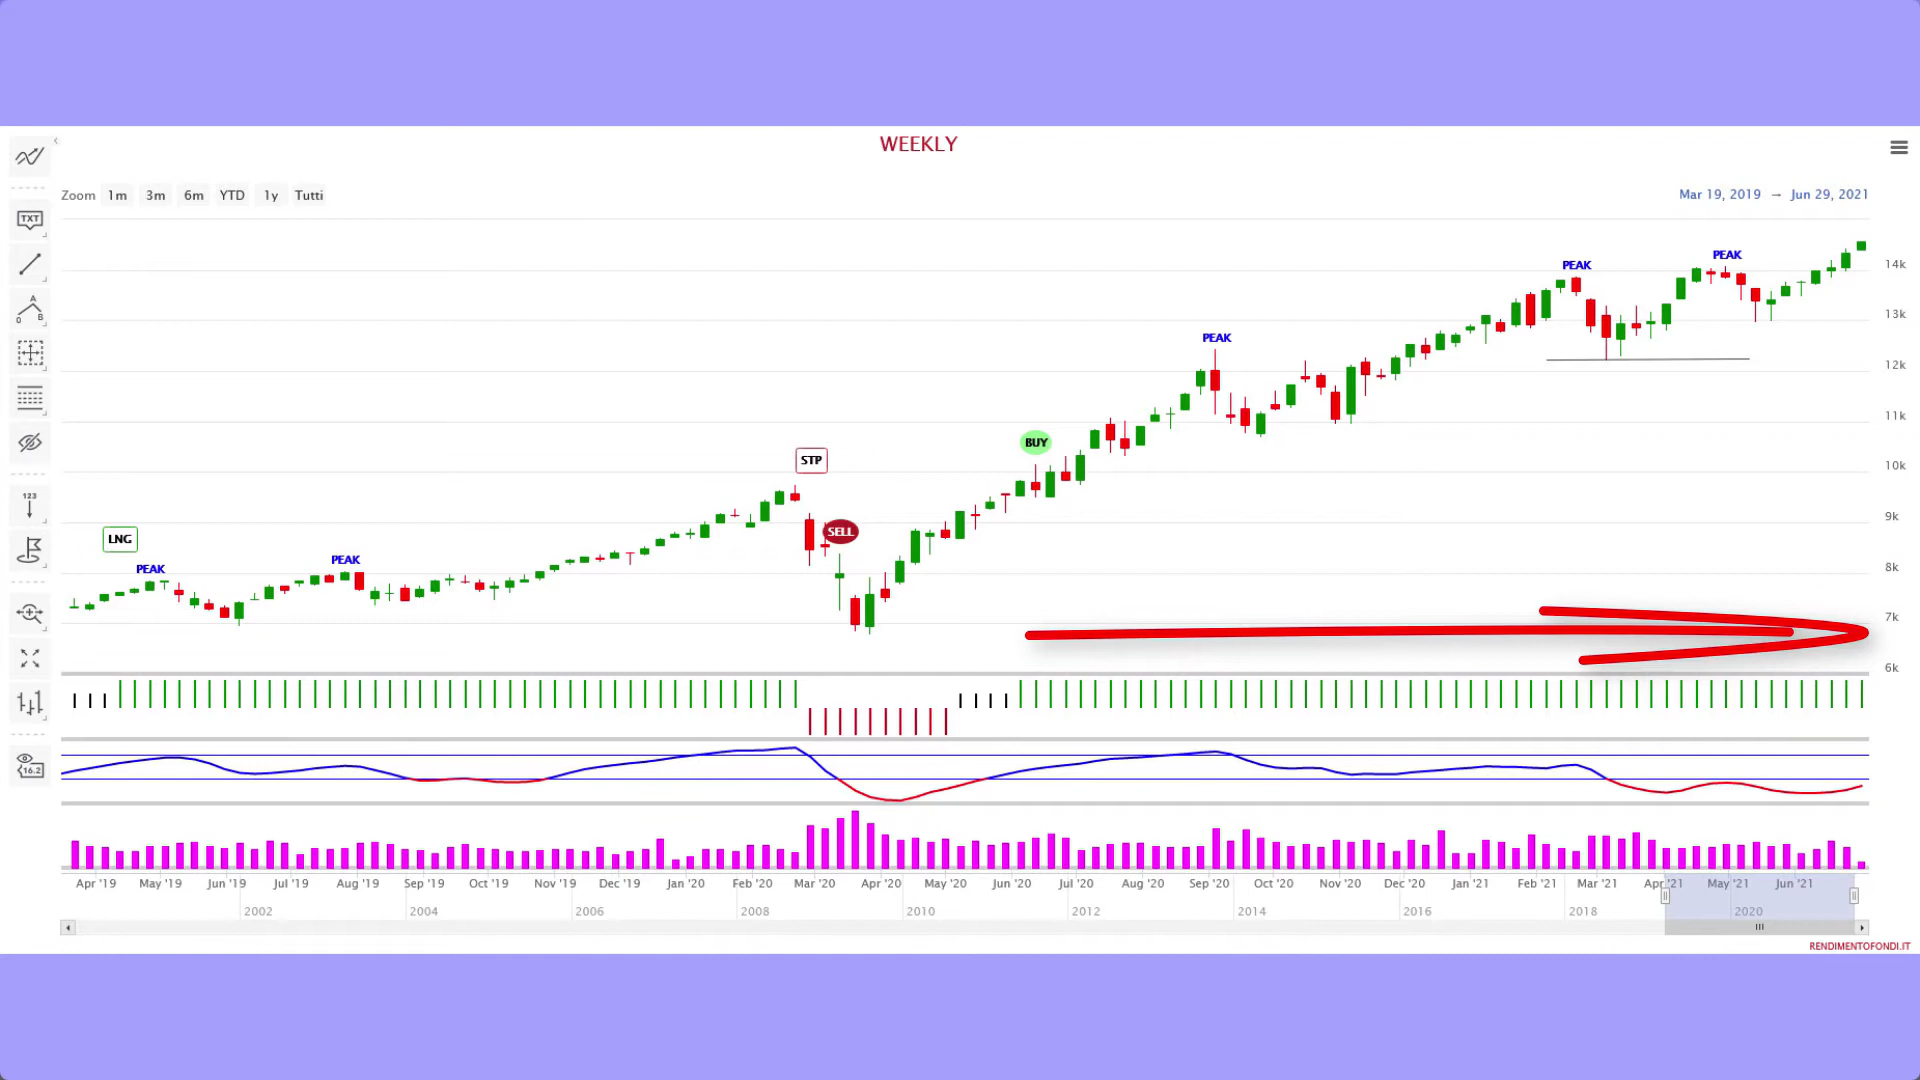 WEEKLY
Zoom 1m 3m 6m YTD 1y Tutti
Mar 19, 2019 → Jun 29, 2021
TXT
A
0 B
123
16.2
PEAK
PEAK
14k
13k
PEAK
12k
11k
BUY
10k
STP
9k
SELL
LNG
PEAK
PEAK
8k
7k
6k
Apr '19 May '19 Jun '19 Jul '19 Aug '19 Sep '19 Oct '19 Nov '19 Dec '19 Jan '20 Feb '20 Mar '20 Apr '20 May '20 Jun '20 Jul '20 Aug '20 Sep '20 Oct '20 Nov '20 Dec '20 Jan '21 Feb '21 Mar '21 Apr '21 May '21 Jun '21
2002 2004 2006 2008 2010 2012 2014 2016 2018 2020
RENDIMENTOFONDI.IT